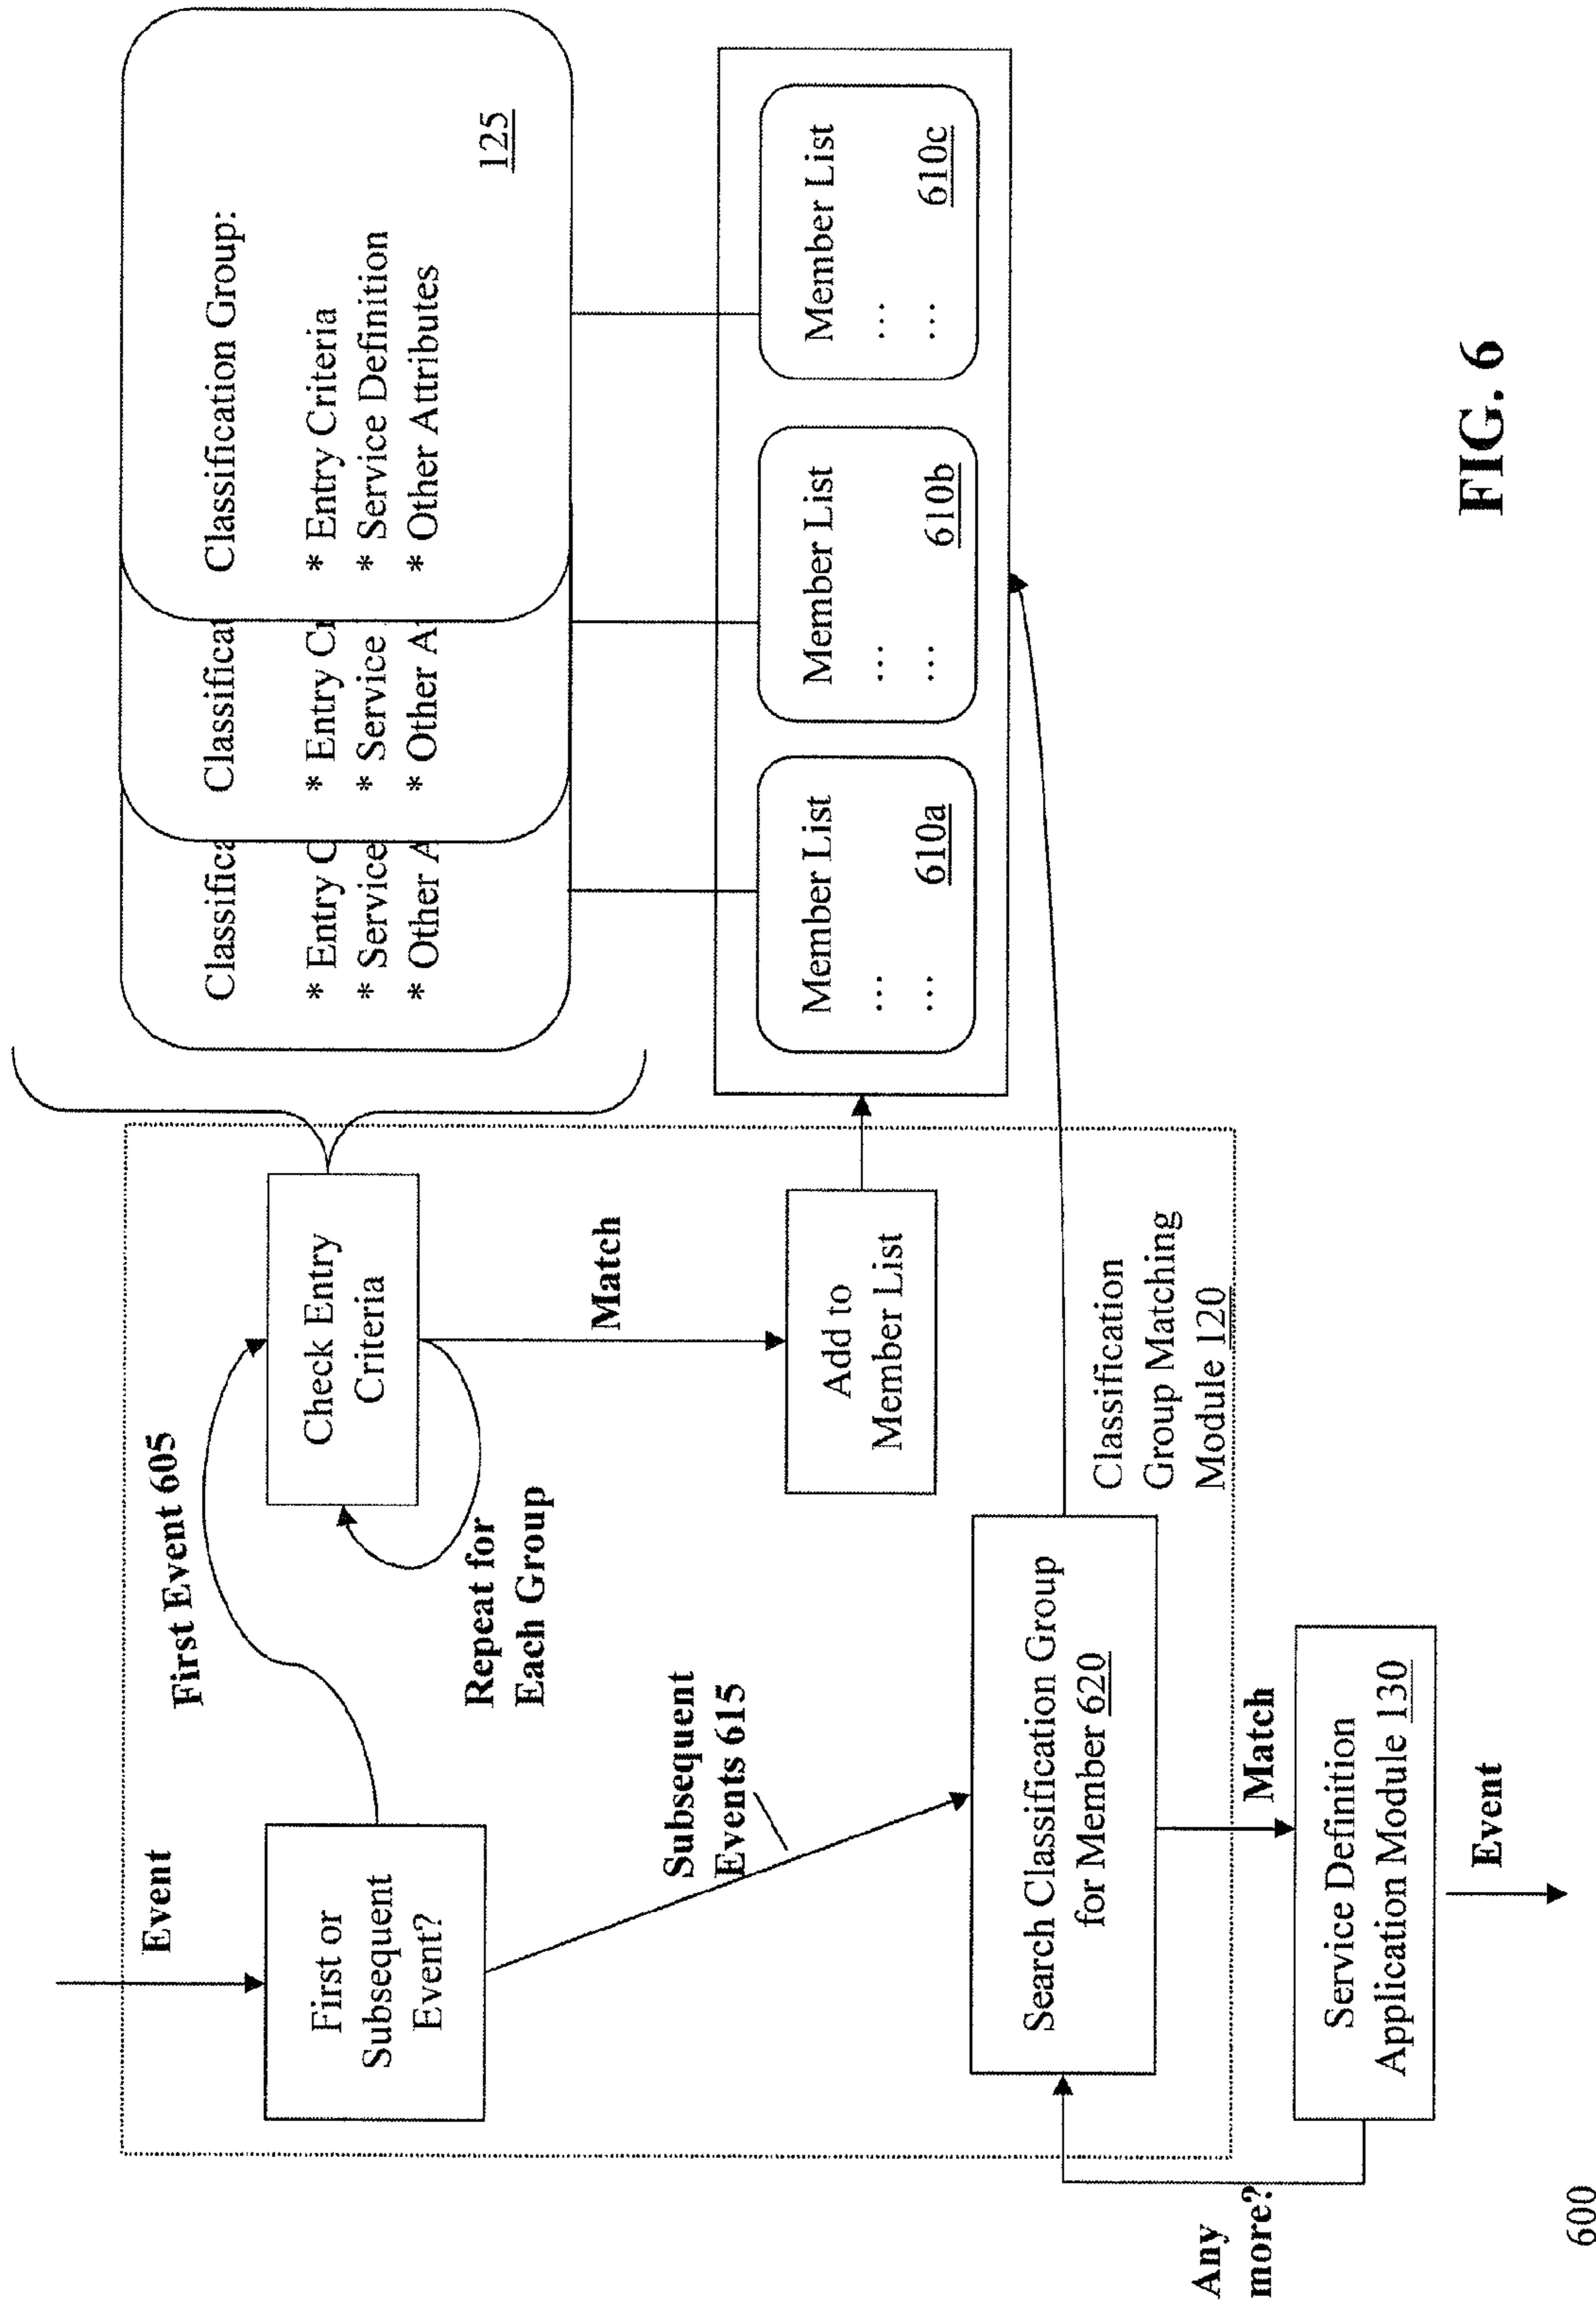 Event
First or
Subsequent
Event?
First Event 605
Check Entry
Criteria
Repeat for
Each Group
Match
Add to
Member List
Subsequent
Events 615
Search Classification Group
for Member 620
Classification
Group Matching
Module 120
Match
Service Definition
Application Module 130
Event
Any
more?
Classifica
* Entry C
* Service
* Other A
Classificat
* Entry Cr
* Service
* Other At
Classification Group:
* Entry Criteria
* Service Definition
* Other Attributes
125
Member List
...
...
610a
Member List
...
...
610b
Member List
...
...
610c
600
FIG. 6